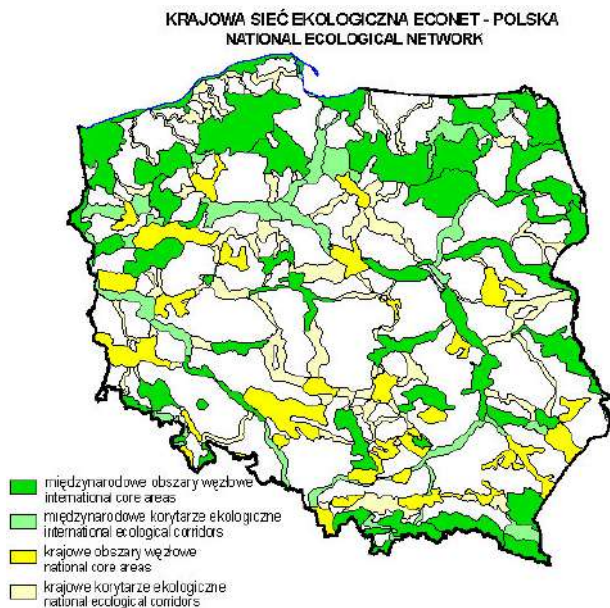 KRAJOWA SIEĆ EKOLOGICZNA ECONET - POLSKA
NATIONAL ECOLOGICAL NETWORK
międzynarodowe obszary węzłowe
international core areas
międzynarodowe korytarze ekologiczne
international ecological corridors
krajowe obszary węzłowe
national core areas
krajowe korytarze ekologiczne
national ecological corridors